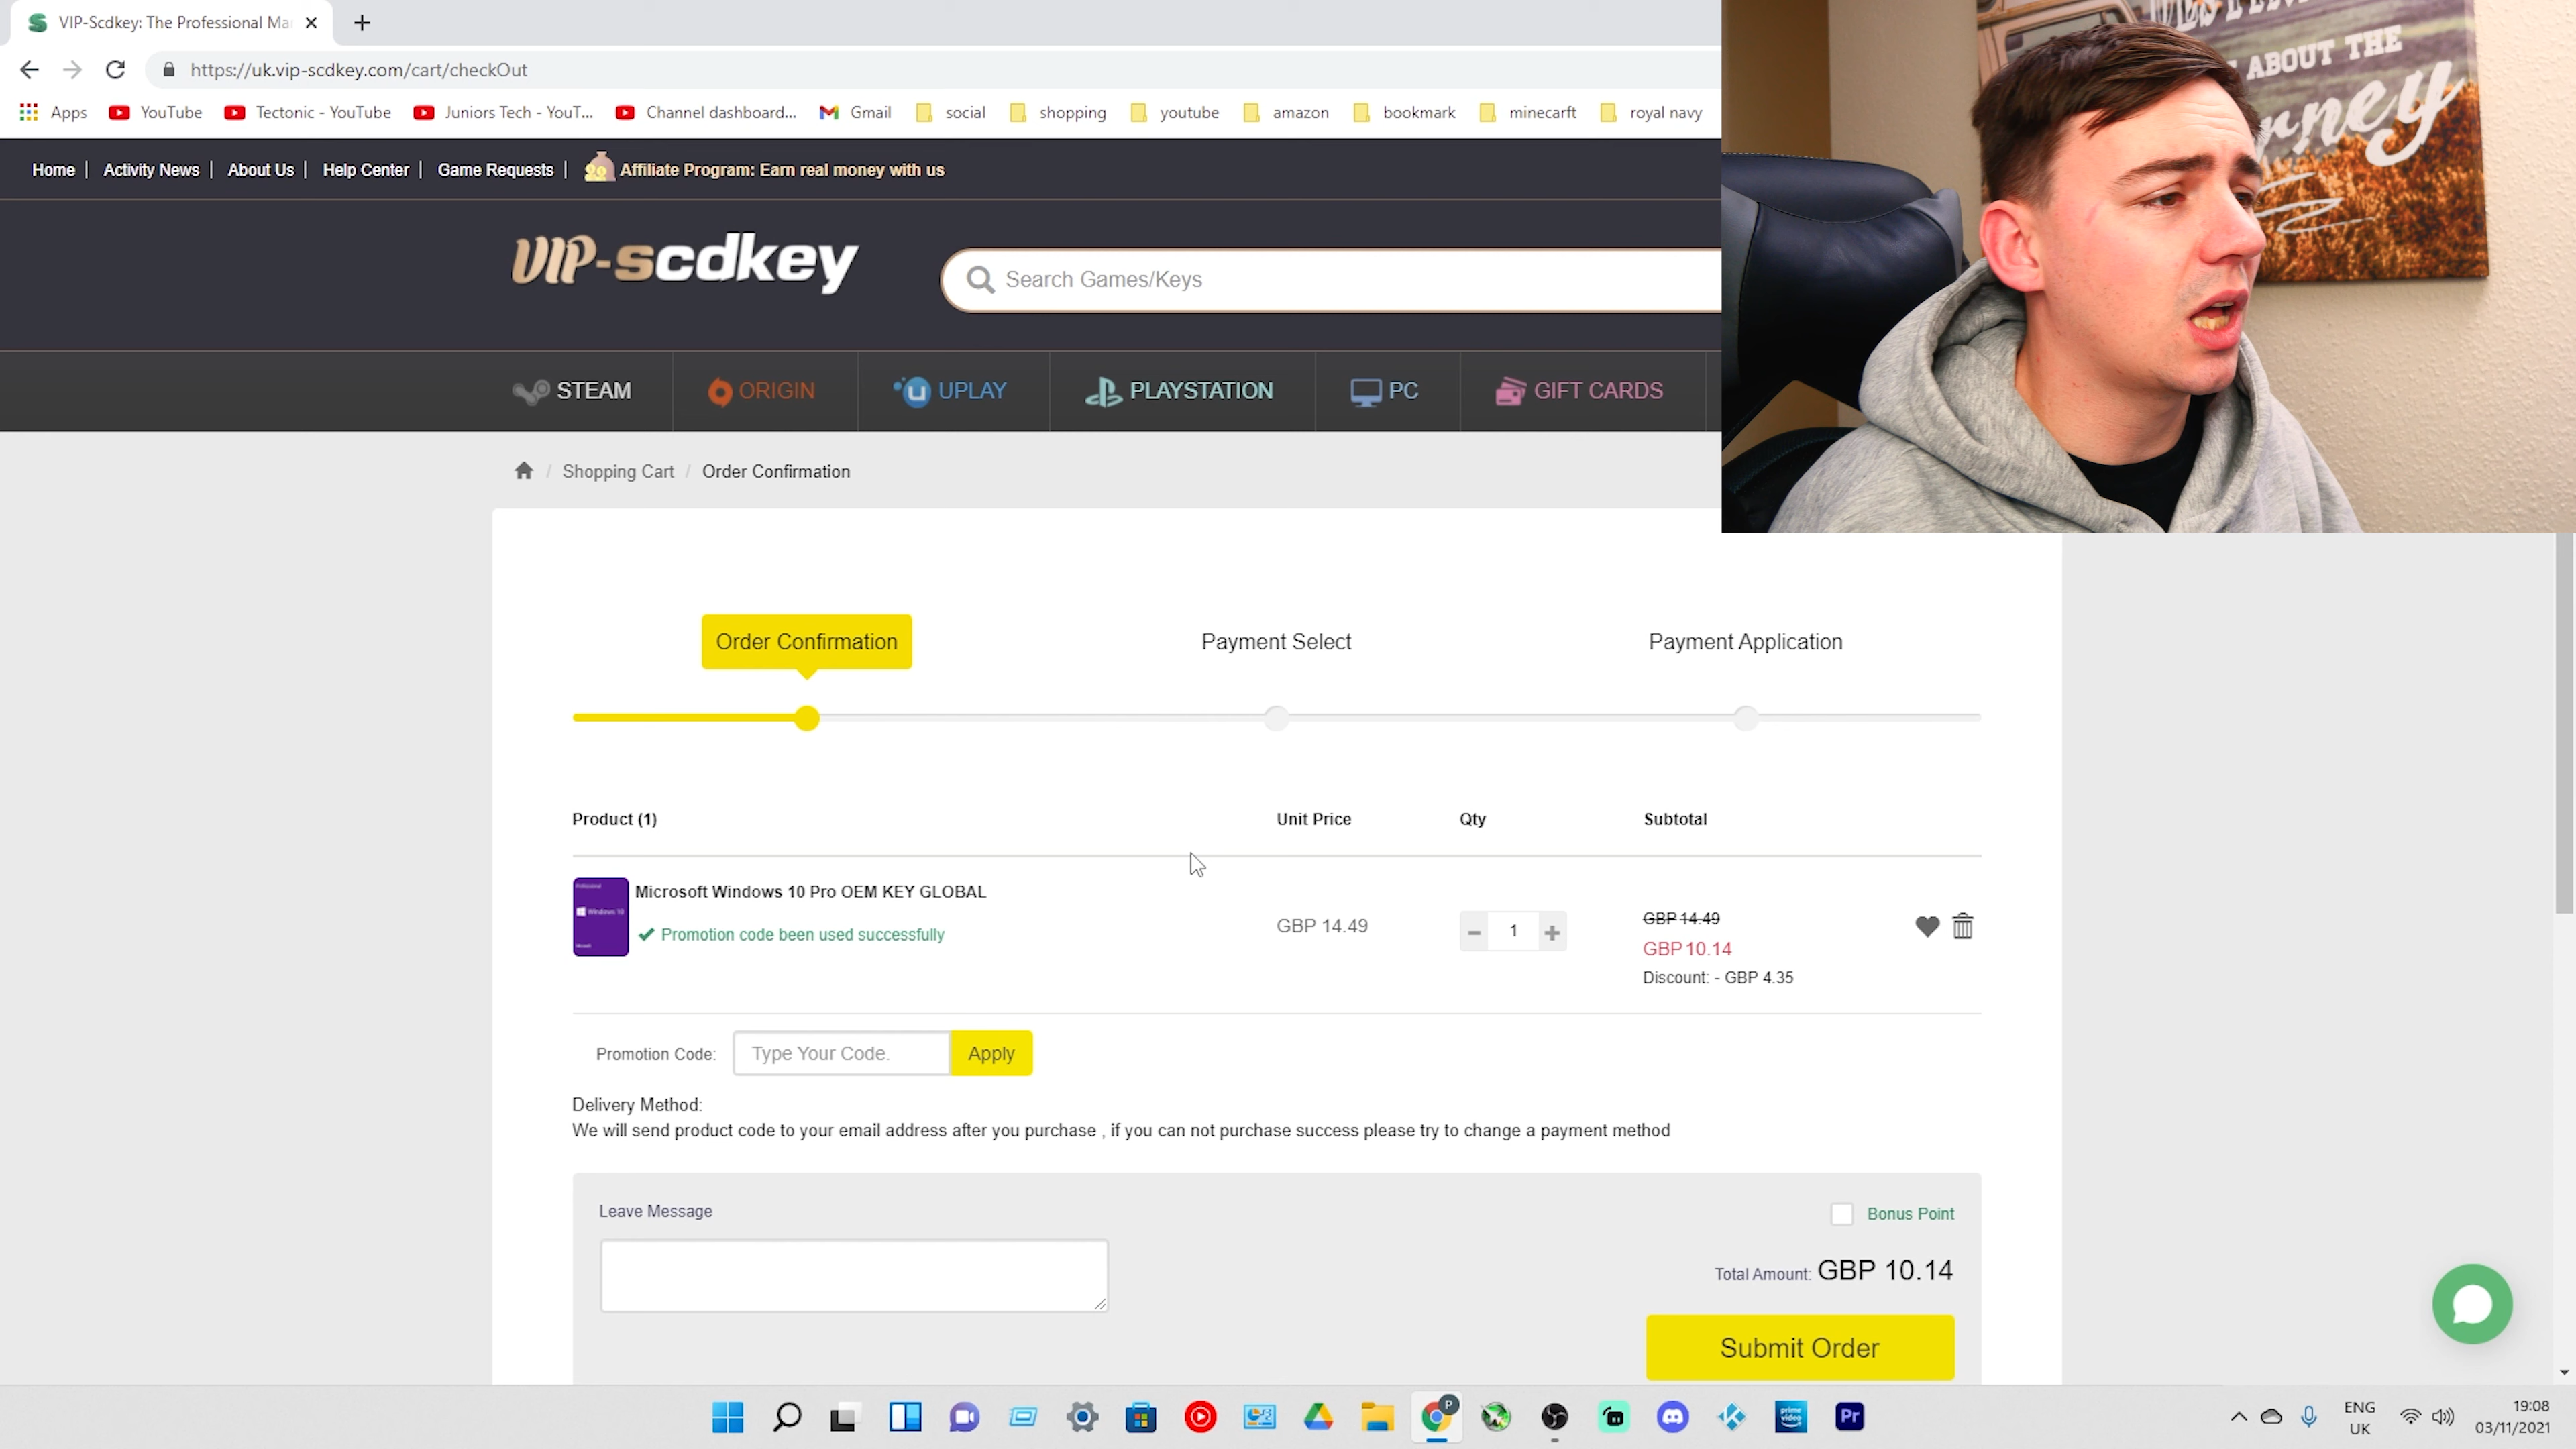 VIP-Scdkey: The Professional Ma
https://uk.vip-scdkey.com/cart/checkOut
Apps YouTube Tectonic - YouTube Juniors Tech - YouT... Channel dashboard... Gmail social shopping youtube amazon bookmark minecarft royal navy
ABOUT THE
Home | Activity News | About Us | Help Center | Game Requests | Affiliate Program: Earn real money with us
VIP-scdkey
Search Games/Keys
STEAM ORIGIN UPLAY PLAYSTATION PC GIFT CARDS
/ Shopping Cart / Order Confirmation
Order Confirmation Payment Select Payment Application
Product (1) Unit Price Qty Subtotal
Microsoft Windows 10 Pro OEM KEY GLOBAL
Promotion code been used successfully
GBP 14.49
1
GBP 14.49
GBP 10.14
Discount: - GBP 4.35
Windows 10
Promotion Code: Type Your Code. Apply
Delivery Method:
We will send product code to your email address after you purchase , if you can not purchase success please try to change a payment method
Leave Message
Bonus Point
Total Amount: GBP 10.14
Submit Order
P
prime video
Pr
ENG
UK
19:08
03/11/2021